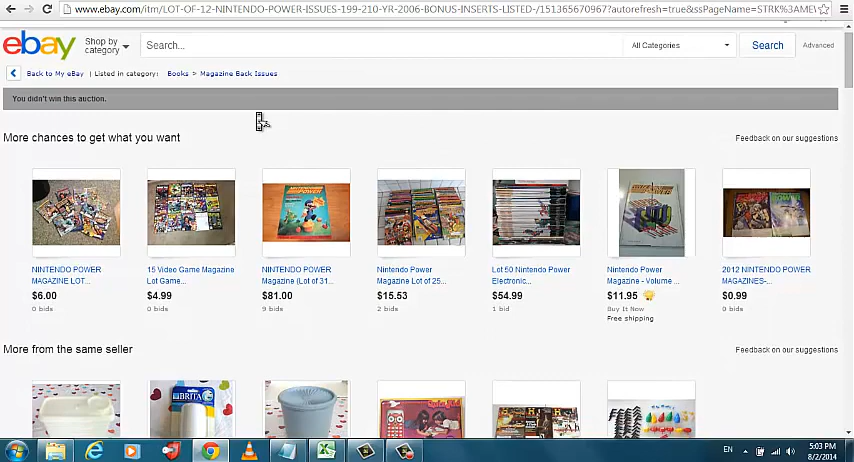 www.ebay.com/itm/LOT-OF-12-NINTENDO-POWER-ISSUES-199-210-YR-2006-BONUS-INSERTS-LISTED-/151365670967?autorefresh=true&ssPageName=STRK%3AMEW
ebay
Shop by category
Search...
All Categories
Search
Advanced
Back to My eBay | Listed in category: Books > Magazine Back Issues
You didn't win this auction.
More chances to get what you want
Feedback on our suggestions
NINTENDO POWER MAGAZINE LOT...
$6.00
0 bids
15 Video Game Magazine Lot Game...
$4.99
0 bids
NINTENDO POWER Magazine (Lot of 31...
$81.00
9 bids
Nintendo Power Magazine Lot of 25...
$15.53
2 bids
Lot 50 Nintendo Power Electronic...
$54.99
1 bid
Nintendo Power Magazine - Volume ...
$11.95
Buy It Now
Free shipping
2012 NINTENDO POWER MAGAZINES-...
$0.99
0 bids
More from the same seller
Feedback on our suggestions
BRITA
EN
5:03 PM
8/2/2014